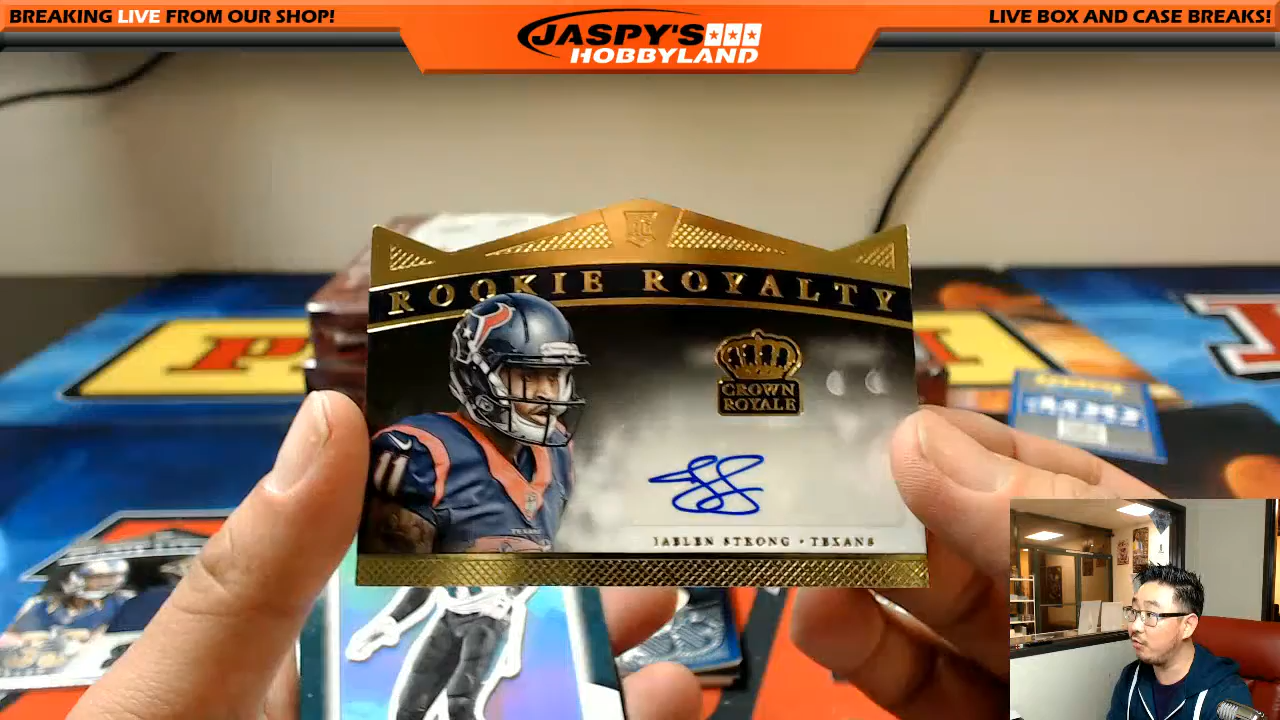 BREAKING LIVE FROM OUR SHOP!
JASPY'S
HOBBYLAND
LIVE BOX AND CASE BREAKS!
ROOKIE ROYALTY
CROWN
ROYALE
11
JAELEN STRONG • TEXANS